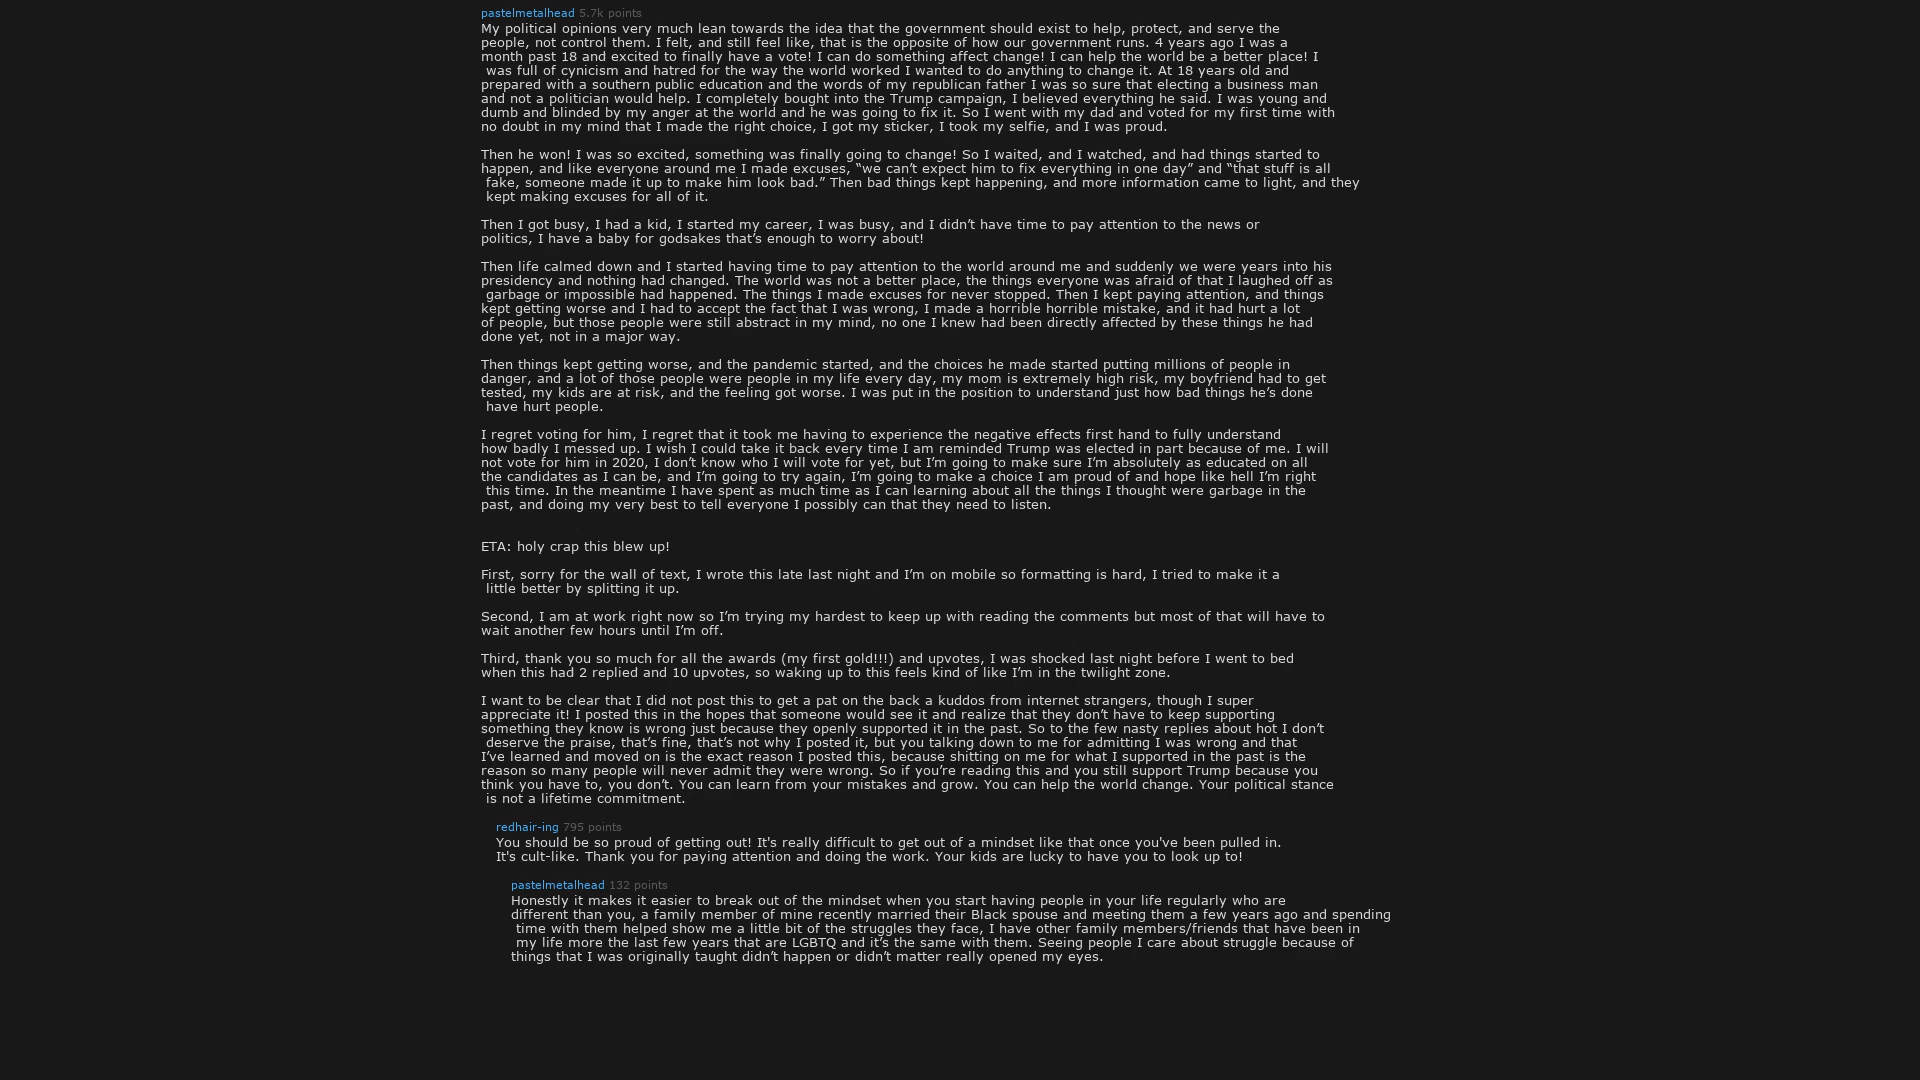 pastelmetalhead 5.7k points
My political opinions very much lean towards the idea that the government should exist to help, protect, and serve the
people, not control them. I felt, and still feel like, that is the opposite of how our government runs. 4 years ago I was a
month past 18 and excited to finally have a vote! I can do something affect change! I can help the world be a better place! I
was full of cynicism and hatred for the way the world worked I wanted to do anything to change it. At 18 years old and
prepared with a southern public education and the words of my republican father I was so sure that electing a business man
and not a politician would help. I completely bought into the Trump campaign, I believed everything he said. I was young and
dumb and blinded by my anger at the world and he was going to fix it. So I went with my dad and voted for my first time with
no doubt in my mind that I made the right choice, I got my sticker, I took my selfie, and I was proud.
Then he won! I was so excited, something was finally going to change! So I waited, and I watched, and had things started to
happen, and like everyone around me I made excuses, “we can’t expect him to fix everything in one day” and “that stuff is all
fake, someone made it up to make him look bad.” Then bad things kept happening, and more information came to light, and they
kept making excuses for all of it.
Then I got busy, I had a kid, I started my career, I was busy, and I didn’t have time to pay attention to the news or
politics, I have a baby for godsakes that’s enough to worry about!
Then life calmed down and I started having time to pay attention to the world around me and suddenly we were years into his
presidency and nothing had changed. The world was not a better place, the things everyone was afraid of that I laughed off as
garbage or impossible had happened. The things I made excuses for never stopped. Then I kept paying attention, and things
kept getting worse and I had to accept the fact that I was wrong, I made a horrible horrible mistake, and it had hurt a lot
of people, but those people were still abstract in my mind, no one I knew had been directly affected by these things he had
done yet, not in a major way.
Then things kept getting worse, and the pandemic started, and the choices he made started putting millions of people in
danger, and a lot of those people were people in my life every day, my mom is extremely high risk, my boyfriend had to get
tested, my kids are at risk, and the feeling got worse. I was put in the position to understand just how bad things he’s done
have hurt people.
I regret voting for him, I regret that it took me having to experience the negative effects first hand to fully understand
how badly I messed up. I wish I could take it back every time I am reminded Trump was elected in part because of me. I will
not vote for him in 2020, I don’t know who I will vote for yet, but I’m going to make sure I’m absolutely as educated on all
the candidates as I can be, and I’m going to try again, I’m going to make a choice I am proud of and hope like hell I’m right
this time. In the meantime I have spent as much time as I can learning about all the things I thought were garbage in the
past, and doing my very best to tell everyone I possibly can that they need to listen.
ETA: holy crap this blew up!
First, sorry for the wall of text, I wrote this late last night and I’m on mobile so formatting is hard, I tried to make it a
little better by splitting it up.
Second, I am at work right now so I’m trying my hardest to keep up with reading the comments but most of that will have to
wait another few hours until I’m off.
Third, thank you so much for all the awards (my first gold!!!) and upvotes, I was shocked last night before I went to bed
when this had 2 replied and 10 upvotes, so waking up to this feels kind of like I’m in the twilight zone.
I want to be clear that I did not post this to get a pat on the back a kuddos from internet strangers, though I super
appreciate it! I posted this in the hopes that someone would see it and realize that they don’t have to keep supporting
something they know is wrong just because they openly supported it in the past. So to the few nasty replies about hot I don’t
deserve the praise, that’s fine, that’s not why I posted it, but you talking down to me for admitting I was wrong and that
I’ve learned and moved on is the exact reason I posted this, because shitting on me for what I supported in the past is the
reason so many people will never admit they were wrong. So if you’re reading this and you still support Trump because you
think you have to, you don’t. You can learn from your mistakes and grow. You can help the world change. Your political stance
is not a lifetime commitment.
redhair-ing 795 points
You should be so proud of getting out! It's really difficult to get out of a mindset like that once you've been pulled in.
It's cult-like. Thank you for paying attention and doing the work. Your kids are lucky to have you to look up to!
pastelmetalhead 132 points
Honestly it makes it easier to break out of the mindset when you start having people in your life regularly who are
different than you, a family member of mine recently married their Black spouse and meeting them a few years ago and spending
time with them helped show me a little bit of the struggles they face, I have other family members/friends that have been in
my life more the last few years that are LGBTQ and it’s the same with them. Seeing people I care about struggle because of
things that I was originally taught didn’t happen or didn’t matter really opened my eyes.